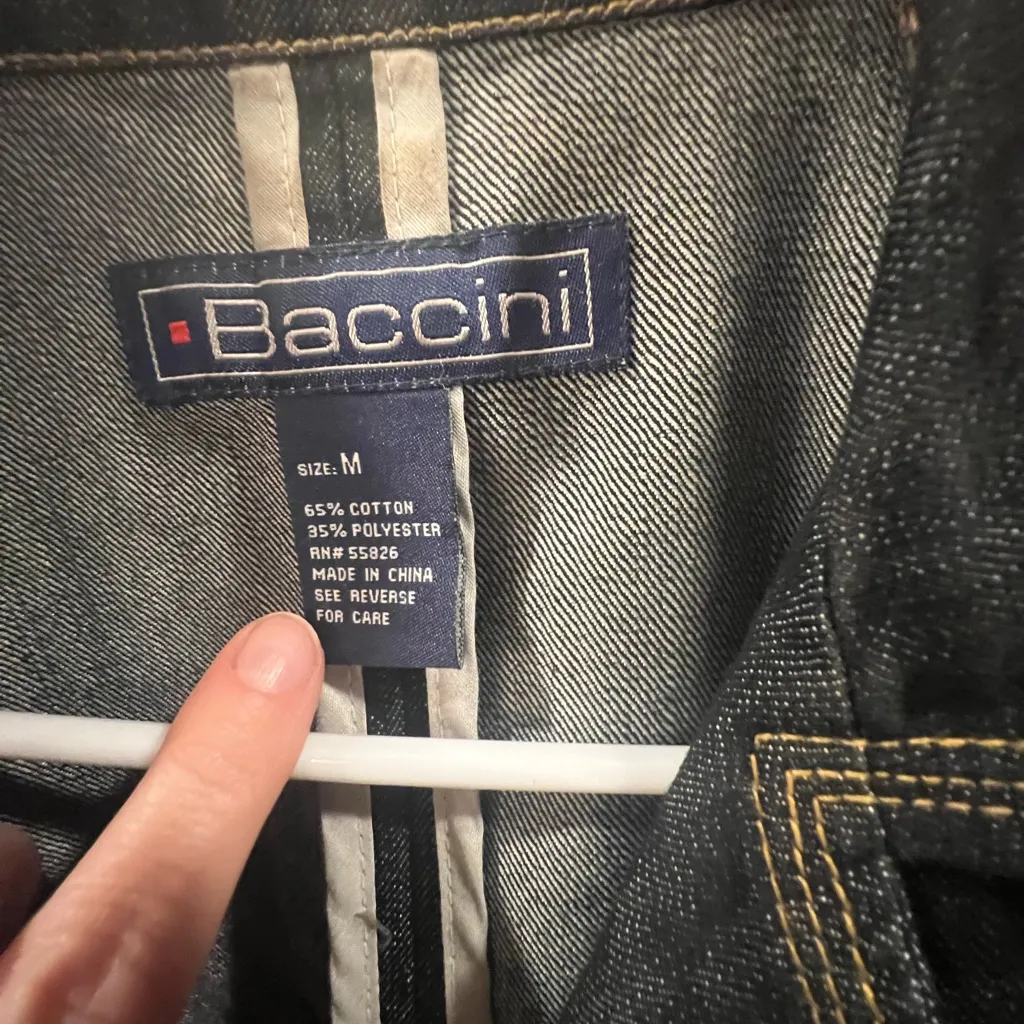 Baccini
SIZE: M
65% COTTON
35% POLYESTER
RN# 55826
MADE IN CHINA
SEE REVERSE
FOR CARE